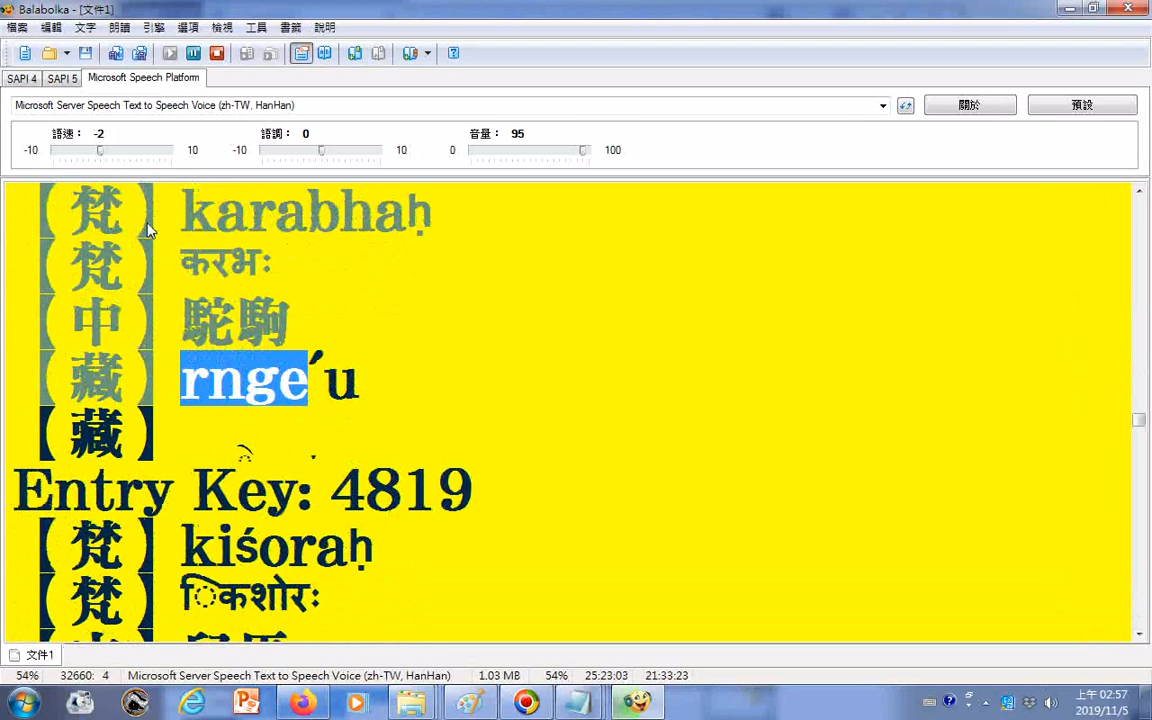 Balabolka - [文件1]
檔案 編輯 文字 朗讀 引擎 選項 檢視 工具 書籤 說明
SAPI 4 SAPI 5 Microsoft Speech Platform
Microsoft Server Speech Text to Speech Voice (zh-TW, HanHan) 關於 預設
語速： -2 語調： 0 音量： 95
-10 10 -10 10 0 100
【梵】 karabhaḥ
【梵】 करभः
【中】 駝駒
【藏】 rnge´u
【藏】
Entry Key: 4819
【梵】 kiśoraḥ
【梵】 िकशोरः
文件1
54% 32660: 4 Microsoft Server Speech Text to Speech Voice (zh-TW, HanHan) 1.03 MB 54% 25:23:03 21:33:23
上午 02:57
2019/11/5